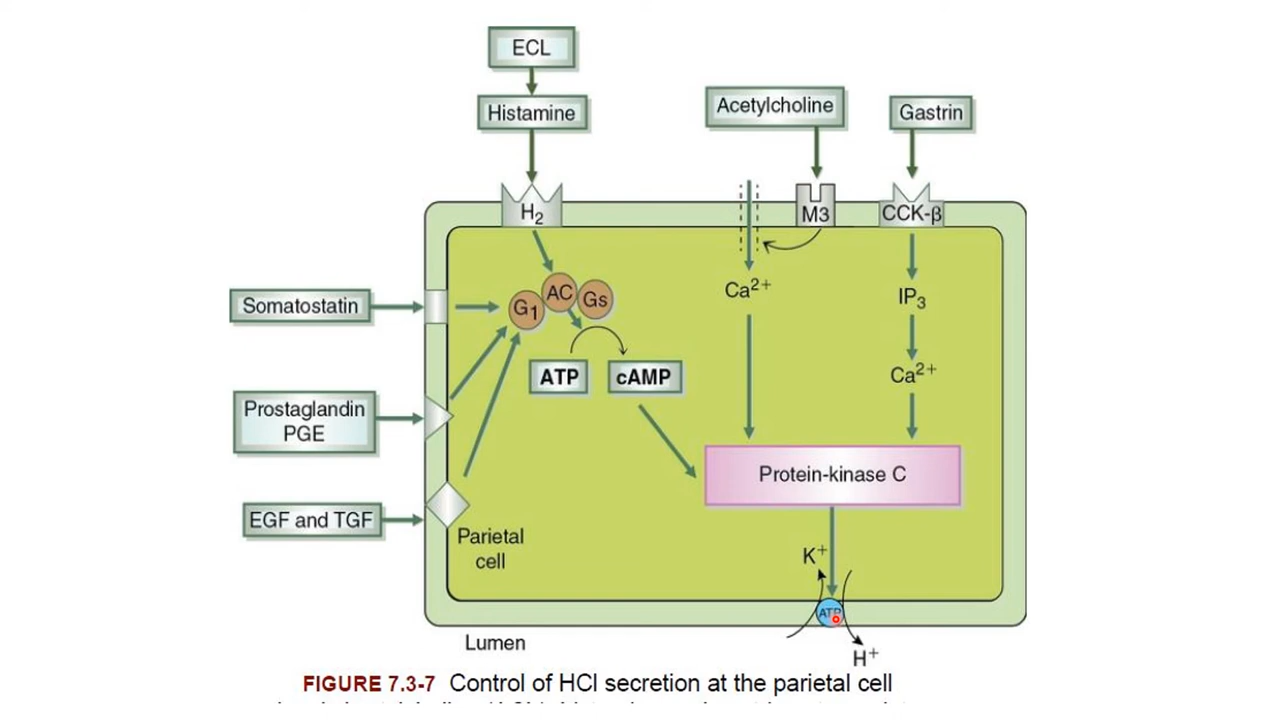 ECL
Histamine
Acetylcholine
Gastrin
H₂
M3
CCK-β
Somatostatin
G₁
AC
Gs
Ca²⁺
IP₃
ATP
cAMP
Ca²⁺
Prostaglandin
PGE
Protein-kinase C
EGF and TGF
Parietal
cell
K⁺
ATP
H⁺
Lumen
FIGURE 7.3-7 Control of HCl secretion at the parietal cell